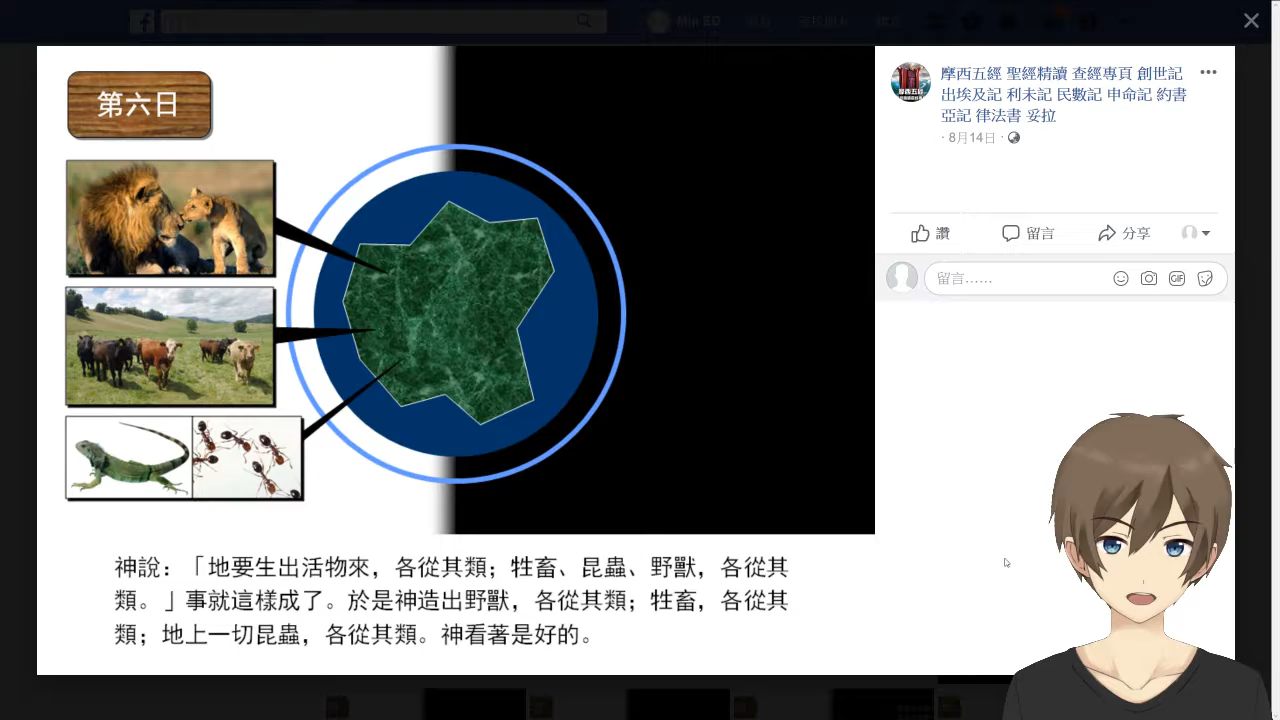 Min EO
第六日
摩西五經 聖經精讀 查經專頁 創世記
出埃及記 利未記 民數記 申命記 約書
亞記 律法書 妥拉
· 8月14日 ·
讚
留言
分享
留言……
GIF
神說：「地要生出活物來，各從其類；牲畜、昆蟲、野獸，各從其
類。」事就這樣成了。於是神造出野獸，各從其類；牲畜，各從其
類；地上一切昆蟲，各從其類。神看著是好的。